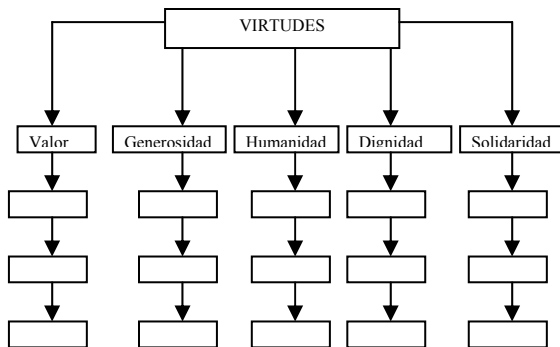 VIRTUDES
Valor
Generosidad
Humanidad
Dignidad
Solidaridad